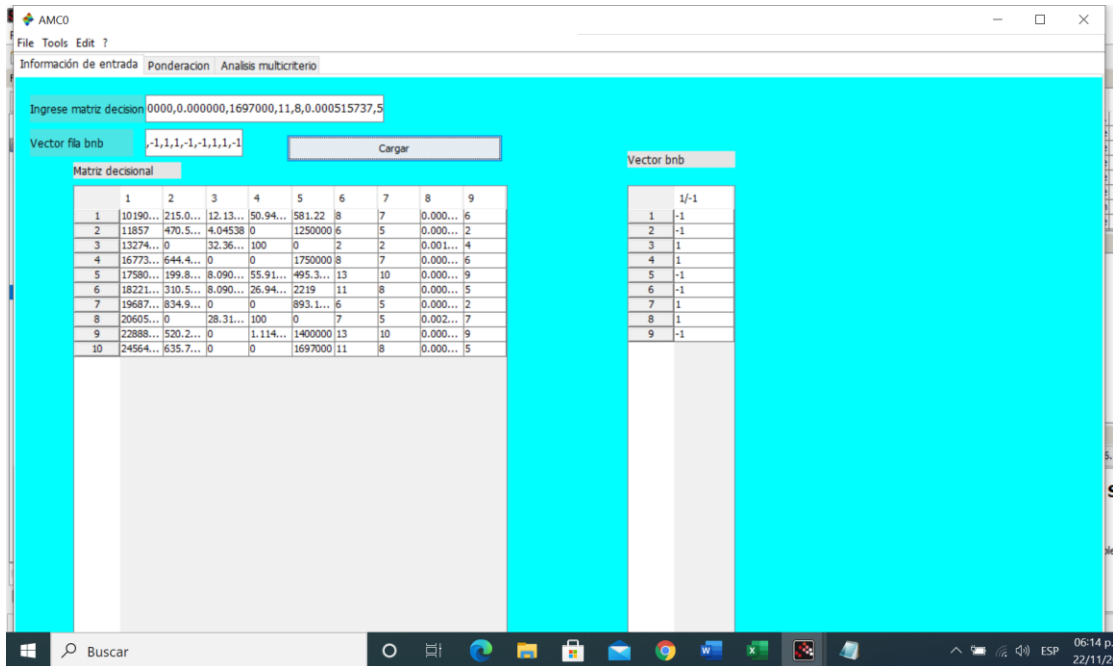 AMC0
File Tools Edit ?
Información de entrada Ponderacion Analisis multicriterio
Ingrese matriz decision 0000,0.000000,1697000,11,8,0.000515737,5
Vector fila bnb ,-1,1,1,-1,-1,1,1,-1
Cargar
Vector bnb
Matriz decisional
1 2 3 4 5 6 7 8 9
1 10190... 215.0... 12.13... 50.94... 581.22 8 7 0.000... 6
2 11857 470.5... 4.04538 0 1250000 6 5 0.000... 2
3 13274... 0 32.36... 100 0 2 2 0.001... 4
4 16773... 644.4... 0 0 1750000 8 7 0.000... 6
5 17580... 199.8... 8.090... 55.91... 495.3... 13 10 0.000... 9
6 18221... 310.5... 8.090... 26.94... 2219 11 8 0.000... 5
7 19687... 834.9... 0 0 893.1... 6 5 0.000... 2
8 20605... 0 28.31... 100 0 7 5 0.002... 7
9 22888... 520.2... 0 1.114... 1400000 13 10 0.000... 9
10 24564... 635.7... 0 0 1697000 11 8 0.000... 5
1/-1
1 -1
2 -1
3 1
4 1
5 -1
6 -1
7 1
8 1
9 -1
Buscar
ESP
06:14 p.
22/11/2